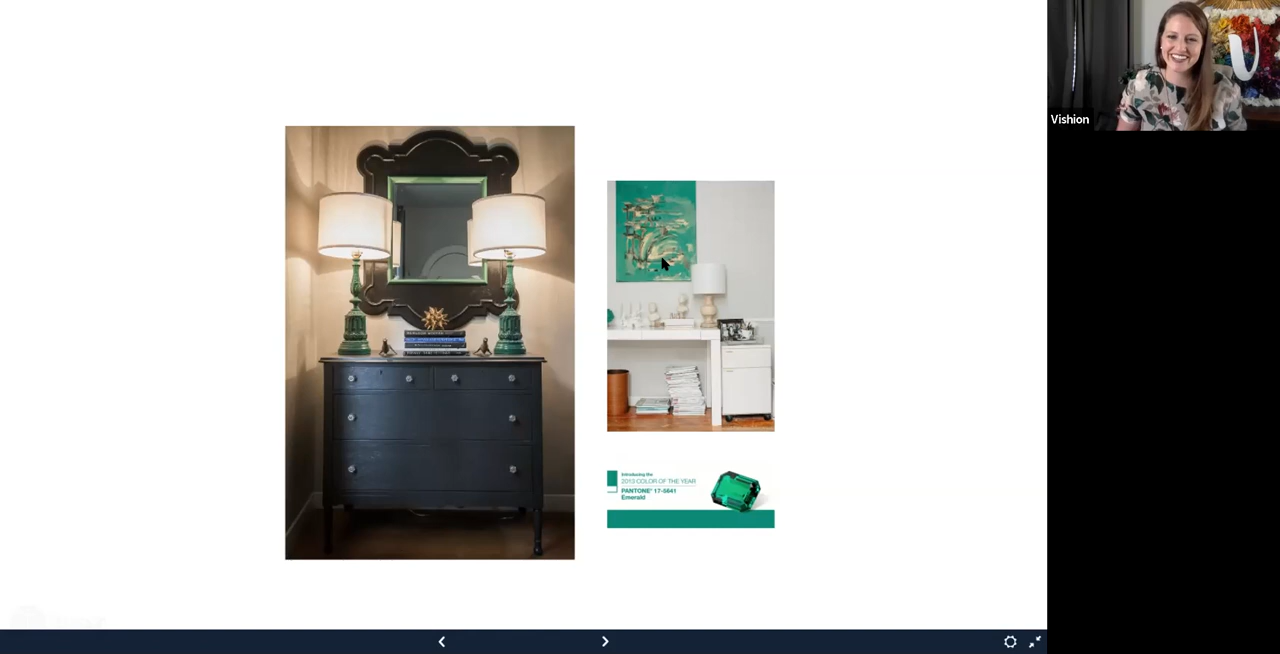 Vishion
Introducing the
2013 COLOR OF THE YEAR
PANTONE® 17-5641
Emerald